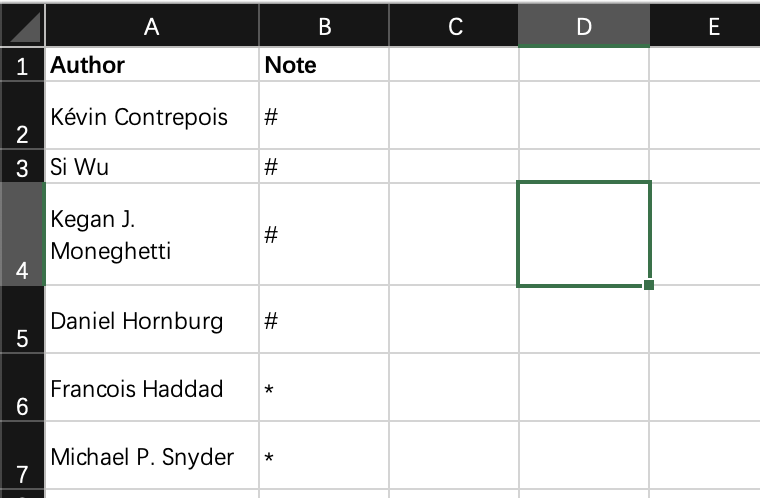 A B C D E
1 Author Note
2 Kévin Contrepois #
3 Si Wu #
4 Kegan J.
Moneghetti #
5 Daniel Hornburg #
6 Francois Haddad *
7 Michael P. Snyder *